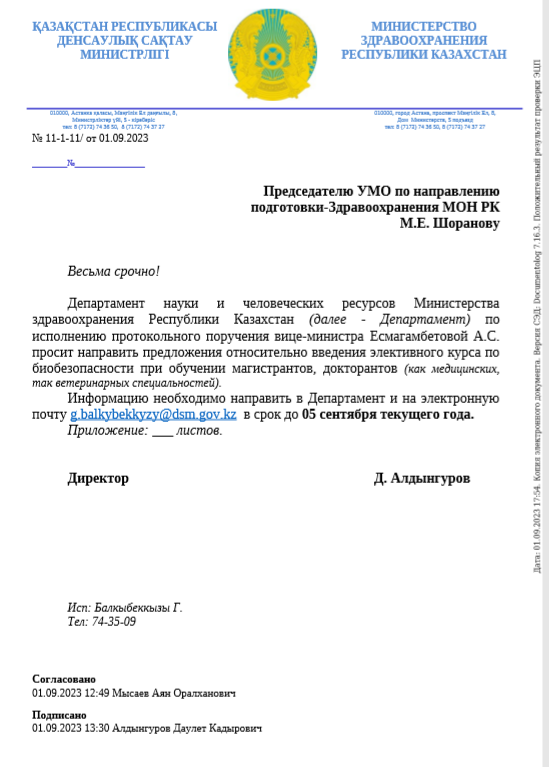 ҚАЗАҚСТАН РЕСПУБЛИКАСЫ
ДЕНСАУЛЫҚ САҚТАУ
МИНИСТРЛІГІ
МИНИСТЕРСТВО
ЗДРАВООХРАНЕНИЯ
РЕСПУБЛИКИ КАЗАХСТАН
010000, Астана қаласы, Мәңгілік Ел даңғылы, 8,
Министрліктер үйі, 5 - кіреберіс
тел: 8 (7172) 74 36 50, 8 (7172) 74 37 27
010000, город Астана, проспект Мәңгілік Ел, 8,
Дом Министерств, 5 подъезд
тел: 8 (7172) 74 36 50, 8 (7172) 74 37 27
№ 11-1-11/ от 01.09.2023
________№________________
Председателю УМО по направлению
подготовки-Здравоохранения МОН РК
М.Е. Шоранову
Весьма срочно!
Департамент науки и человеческих ресурсов Министерства
здравоохранения Республики Казахстан (далее - Департамент) по
исполнению протокольного поручения вице-министра Есмагамбетовой А.С.
просит направить предложения относительно введения элективного курса по
биобезопасности при обучении магистрантов, докторантов (как медицинских,
так ветеринарных специальностей).
Информацию необходимо направить в Департамент и на электронную
почту g.balkybekkyzy@dsm.gov.kz в срок до 05 сентября текущего года.
Приложение: ___ листов.
Директор Д. Алдынгуров
Исп: Балкыбеккызы Г.
Тел: 74-35-09
Согласовано
01.09.2023 12:49 Мысаев Аян Оралханович
Подписано
01.09.2023 13:30 Алдынгуров Даулет Кадырович
Дата: 01.09.2023 17:54. Копия электронного документа. Версия СЭД: Documentolog 7.16.3. Положительный результат проверки ЭЦП